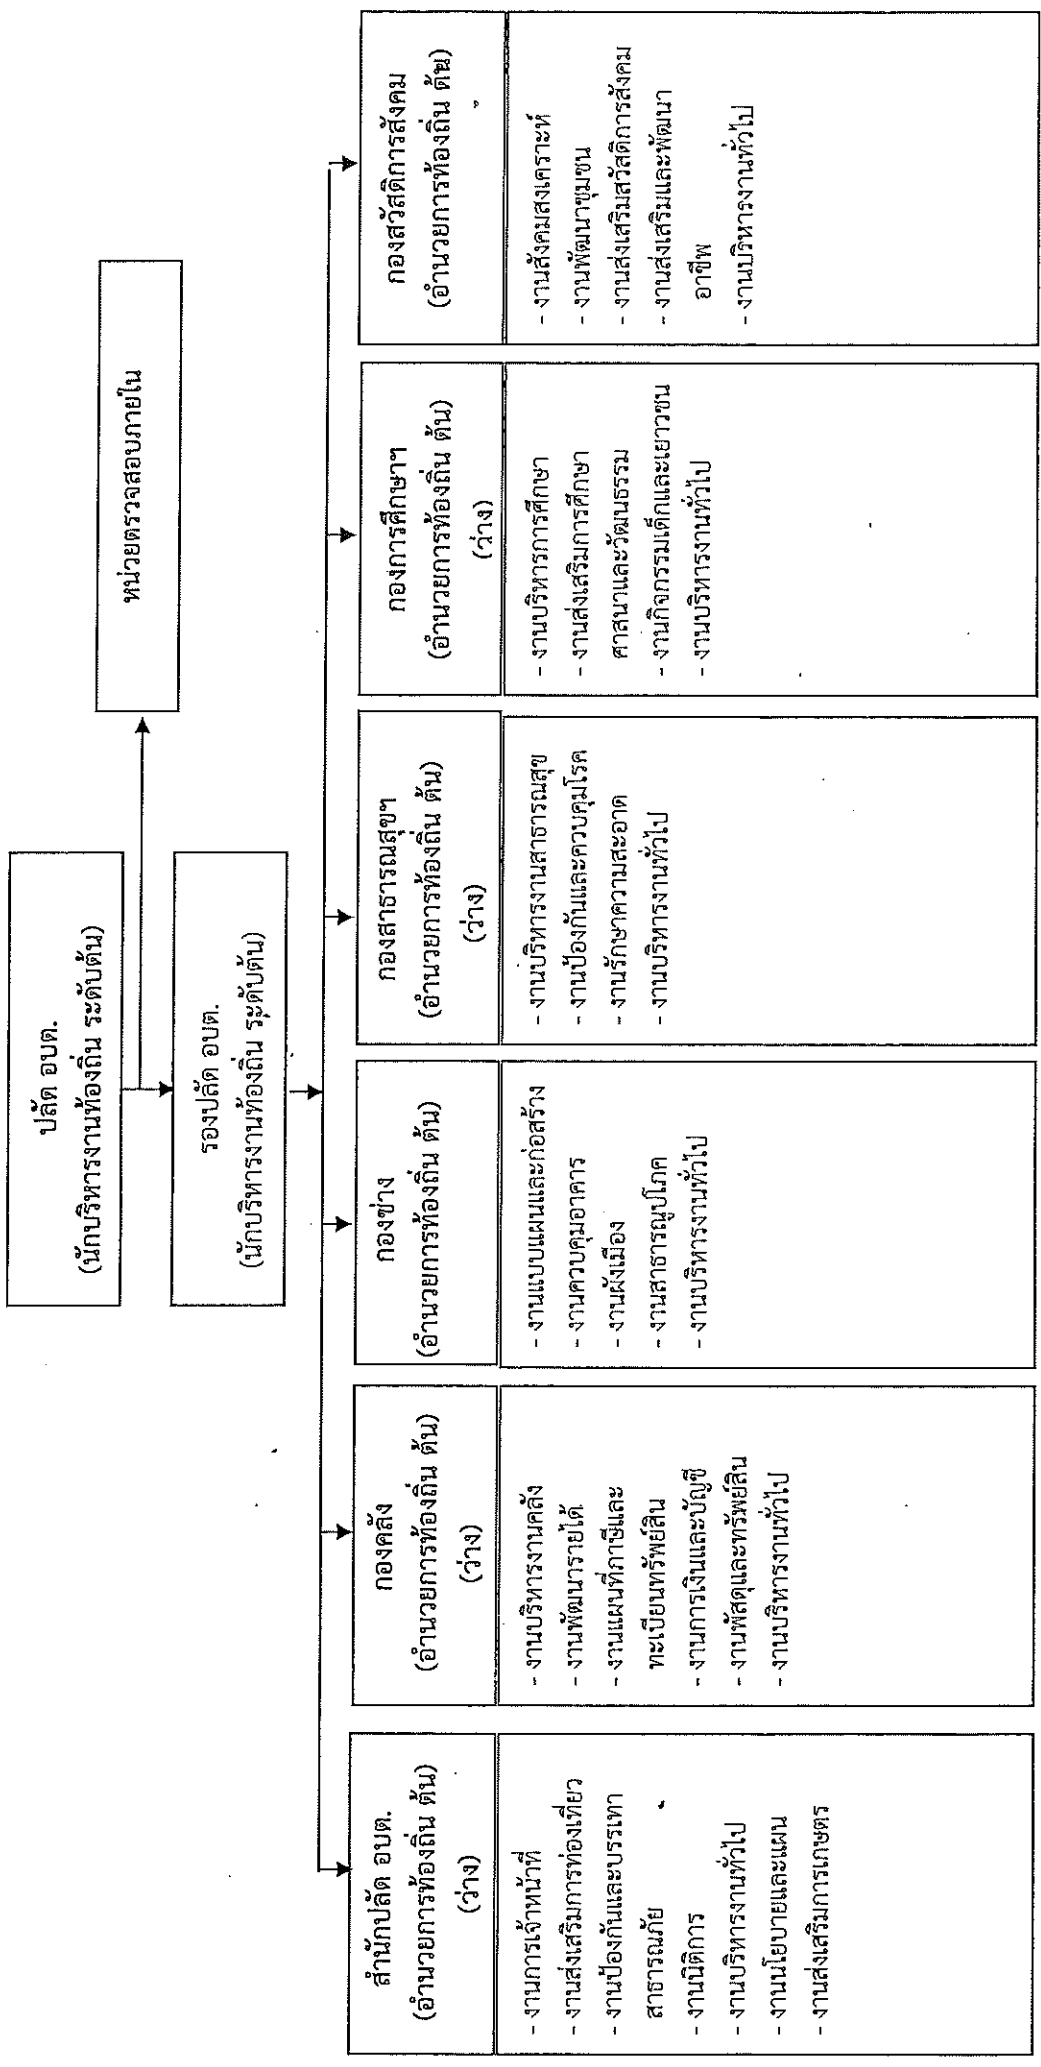 ปลัด อบต.
(นักบริหารงานท้องถิ่น ระดับต้น)
หน่วยตรวจสอบภายใน
รองปลัด อบต.
(นักบริหารงานท้องถิ่น ระดับต้น)
สำนักปลัด อบต.
(อำนวยการท้องถิ่น ต้น)
(ว่าง)
- งานการเจ้าหน้าที่
- งานส่งเสริมการท่องเที่ยว
- งานป้องกันและบรรเทา
สาธารณภัย
- งานนิติการ
- งานบริหารงานทั่วไป
- งานนโยบายและแผน
- งานส่งเสริมการเกษตร
กองคลัง
(อำนวยการท้องถิ่น ต้น)
(ว่าง)
- งานบริหารงานคลัง
- งานพัฒนารายได้
- งานแผนที่ภาษีและ
ทะเบียนทรัพย์สิน
- งานการเงินและบัญชี
- งานพัสดุและทรัพย์สิน
- งานบริหารงานทั่วไป
กองช่าง
(อำนวยการท้องถิ่น ต้น)
- งานแบบแผนและก่อสร้าง
- งานควบคุมอาคาร
- งานผังเมือง
- งานสาธารณูปโภค
- งานบริหารงานทั่วไป
กองสาธารณสุขฯ
(อำนวยการท้องถิ่น ต้น)
(ว่าง)
- งานบริหารงานสาธารณสุข
- งานป้องกันและควบคุมโรค
- งานรักษาความสะอาด
- งานบริหารงานทั่วไป
กองการศึกษาฯ
(อำนวยการท้องถิ่น ต้น)
(ว่าง)
- งานบริหารการศึกษา
- งานส่งเสริมการศึกษา
ศาสนาและวัฒนธรรม
- งานกิจกรรมเด็กและเยาวชน
- งานบริหารงานทั่วไป
กองสวัสดิการสังคม
(อำนวยการท้องถิ่น ต้น)
- งานสังคมสงเคราะห์
- งานพัฒนาชุมชน
- งานส่งเสริมสวัสดิการสังคม
- งานส่งเสริมและพัฒนา
อาชีพ
- งานบริหารงานทั่วไป